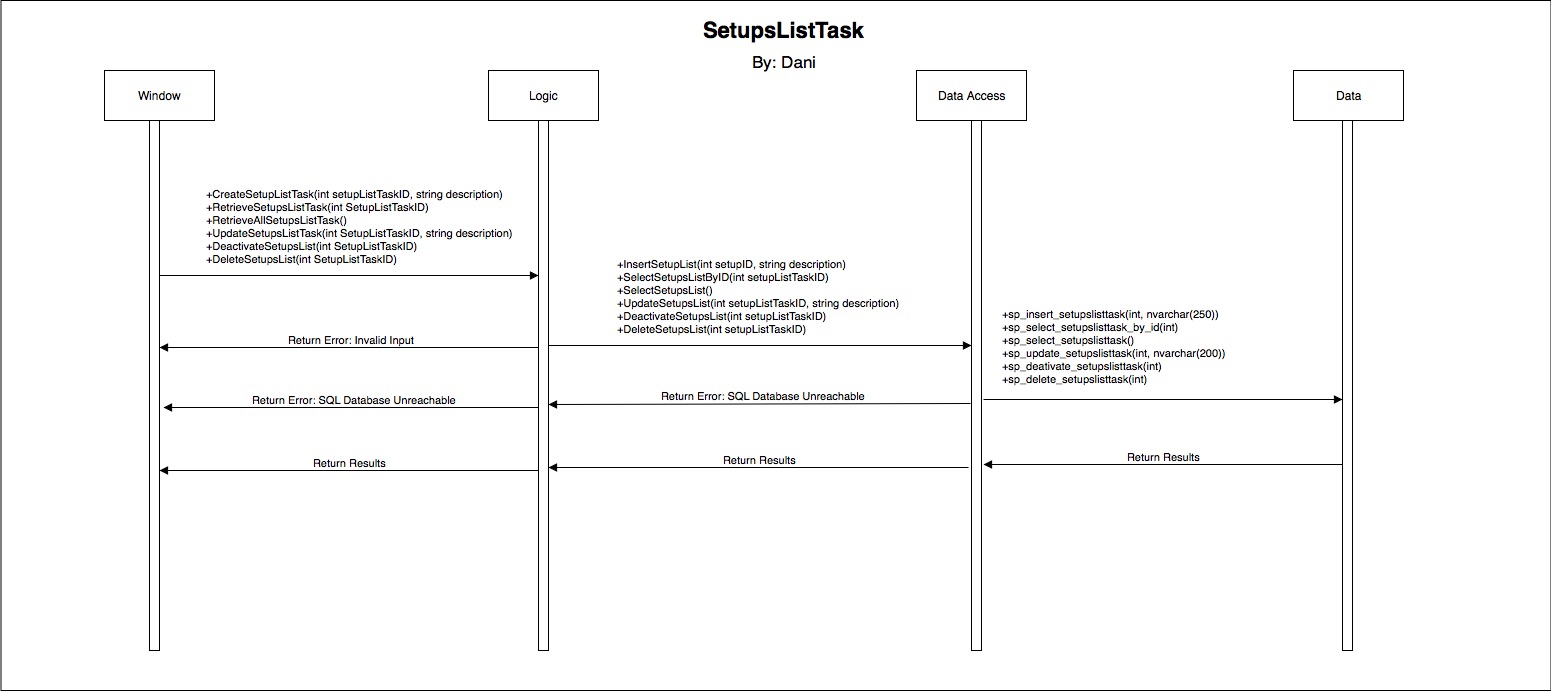 SetupsListTask
By: Dani
Window
Logic
Data Access
Data
+CreateSetupListTask(int setupListTaskID, string description)
+RetrieveSetupsListTask(int SetupListTaskID)
+RetrieveAllSetupsListTask()
+UpdateSetupsListTask(int SetupListTaskID, string description)
+DeactivateSetupsList(int SetupListTaskID)
+DeleteSetupsList(int SetupListTaskID)
+InsertSetupList(int setupID, string description)
+SelectSetupsListByID(int setupListTaskID)
+SelectSetupsList()
+UpdateSetupsList(int setupListTaskID, string description)
+DeactivateSetupsList(int setupListTaskID)
+DeleteSetupsList(int setupListTaskID)
+sp_insert_setupslisttask(int, nvarchar(250))
+sp_select_setupslisttask_by_id(int)
+sp_select_setupslisttask()
+sp_update_setupslisttask(int, nvarchar(200))
+sp_deativate_setupslisttask(int)
+sp_delete_setupslisttask(int)
Return Error: Invalid Input
Return Error: SQL Database Unreachable
Return Error: SQL Database Unreachable
Return Results
Return Results
Return Results